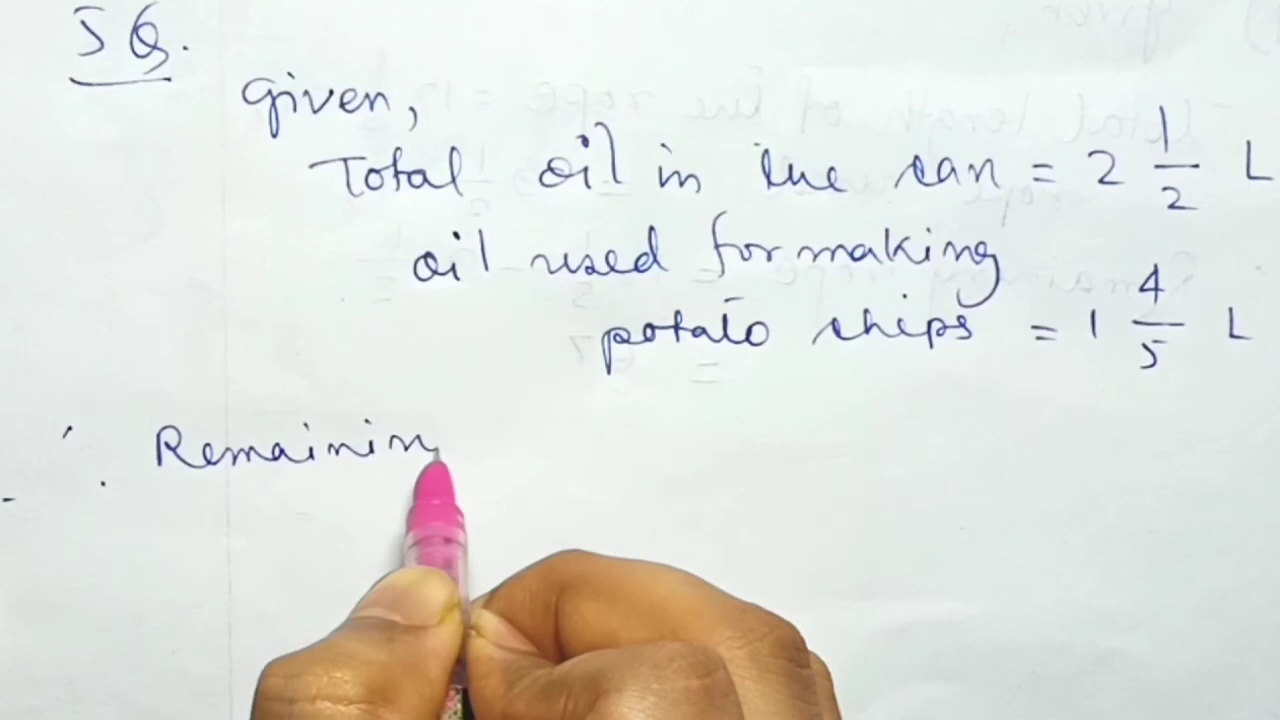 5Q.
Given,
Total oil in the can = 2 1/2 L
oil used for making
potato chips = 1 4/5 L
∴ Remainin